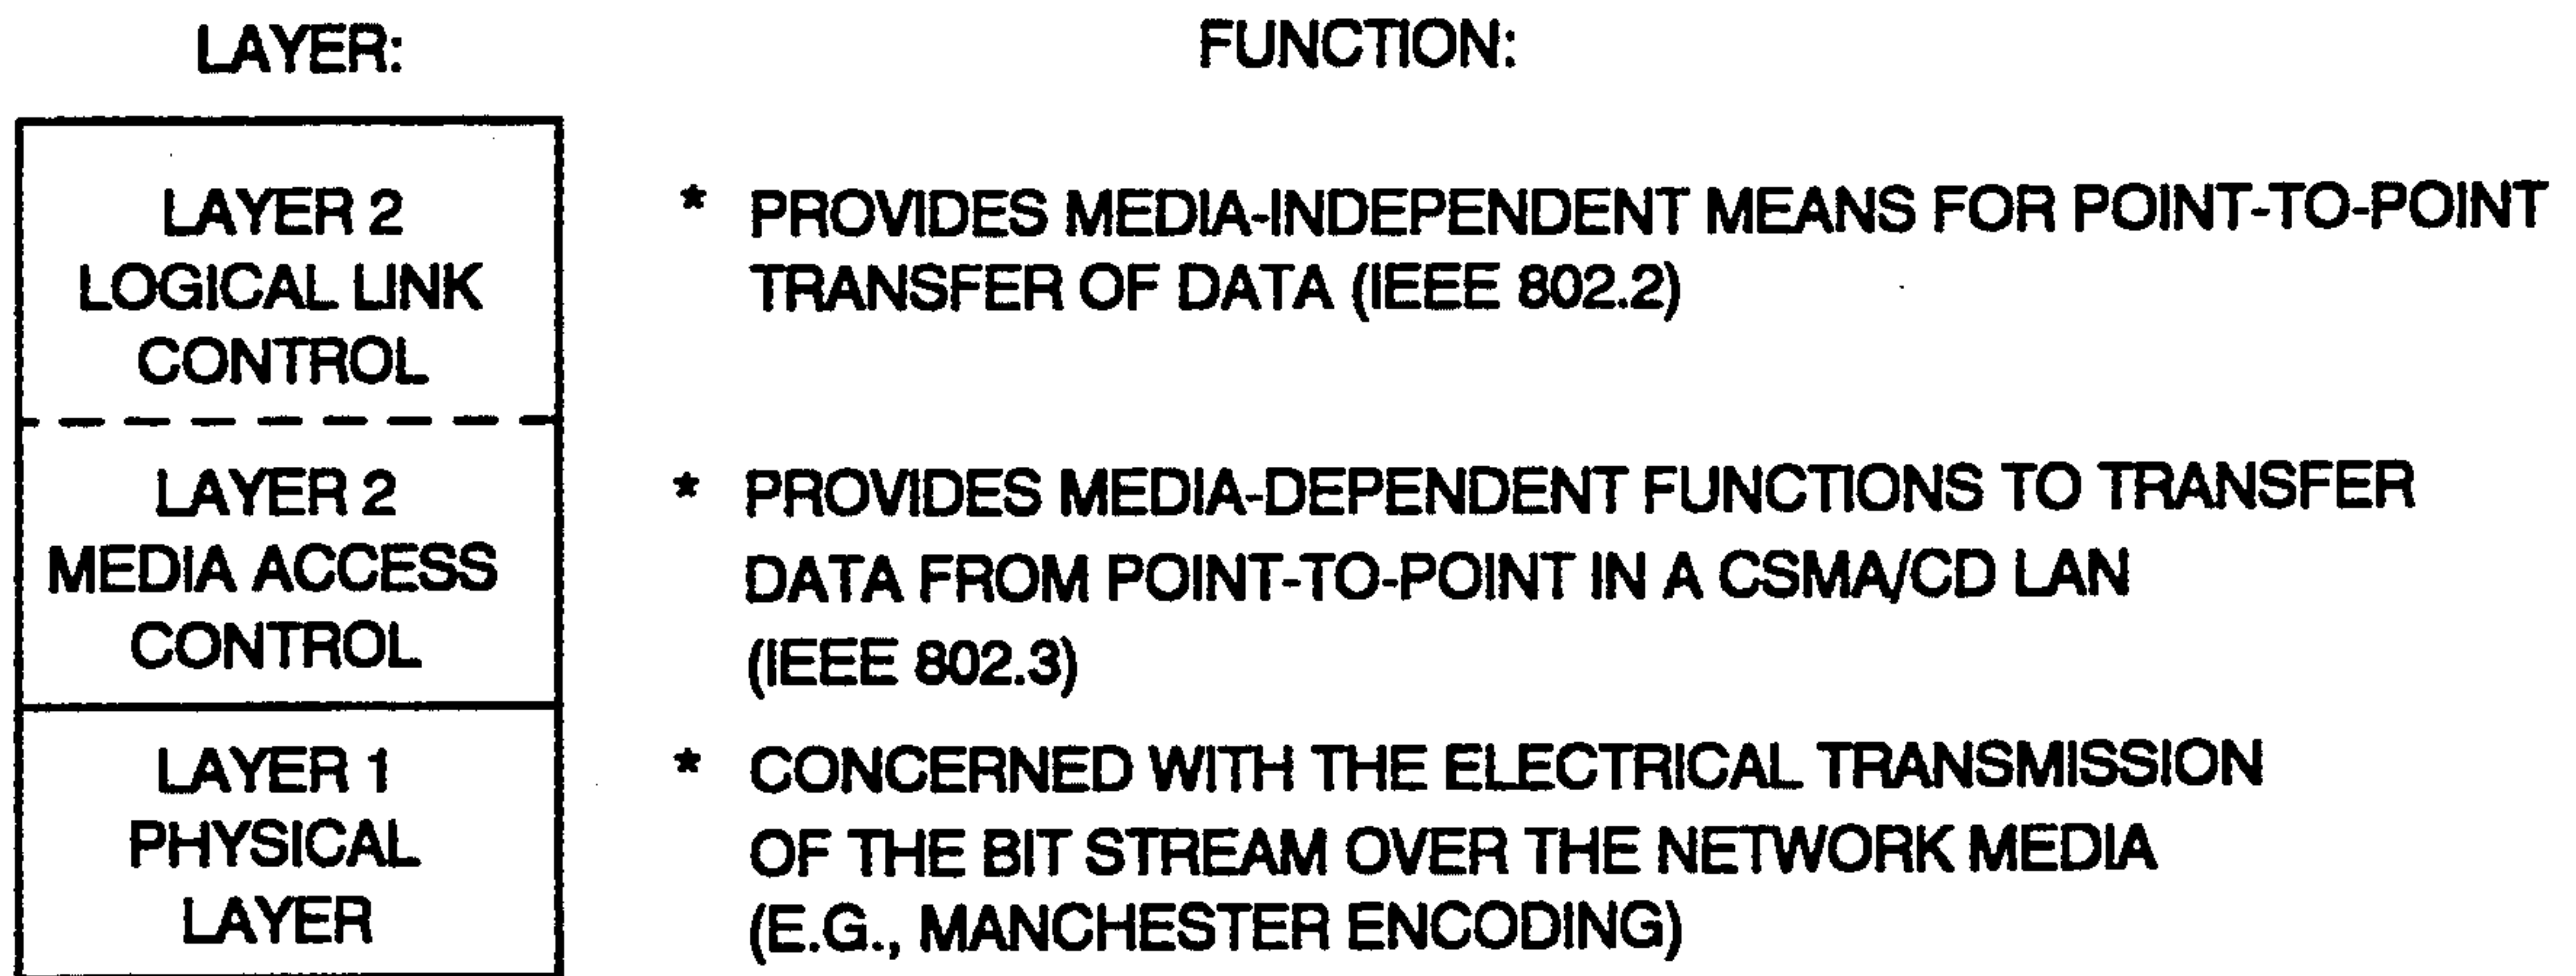 LAYER:
FUNCTION:
LAYER 2
LOGICAL LINK
CONTROL
* PROVIDES MEDIA-INDEPENDENT MEANS FOR POINT-TO-POINT
TRANSFER OF DATA (IEEE 802.2)
LAYER 2
MEDIA ACCESS
CONTROL
* PROVIDES MEDIA-DEPENDENT FUNCTIONS TO TRANSFER
DATA FROM POINT-TO-POINT IN A CSMA/CD LAN
(IEEE 802.3)
LAYER 1
PHYSICAL
LAYER
* CONCERNED WITH THE ELECTRICAL TRANSMISSION
OF THE BIT STREAM OVER THE NETWORK MEDIA
(E.G., MANCHESTER ENCODING)